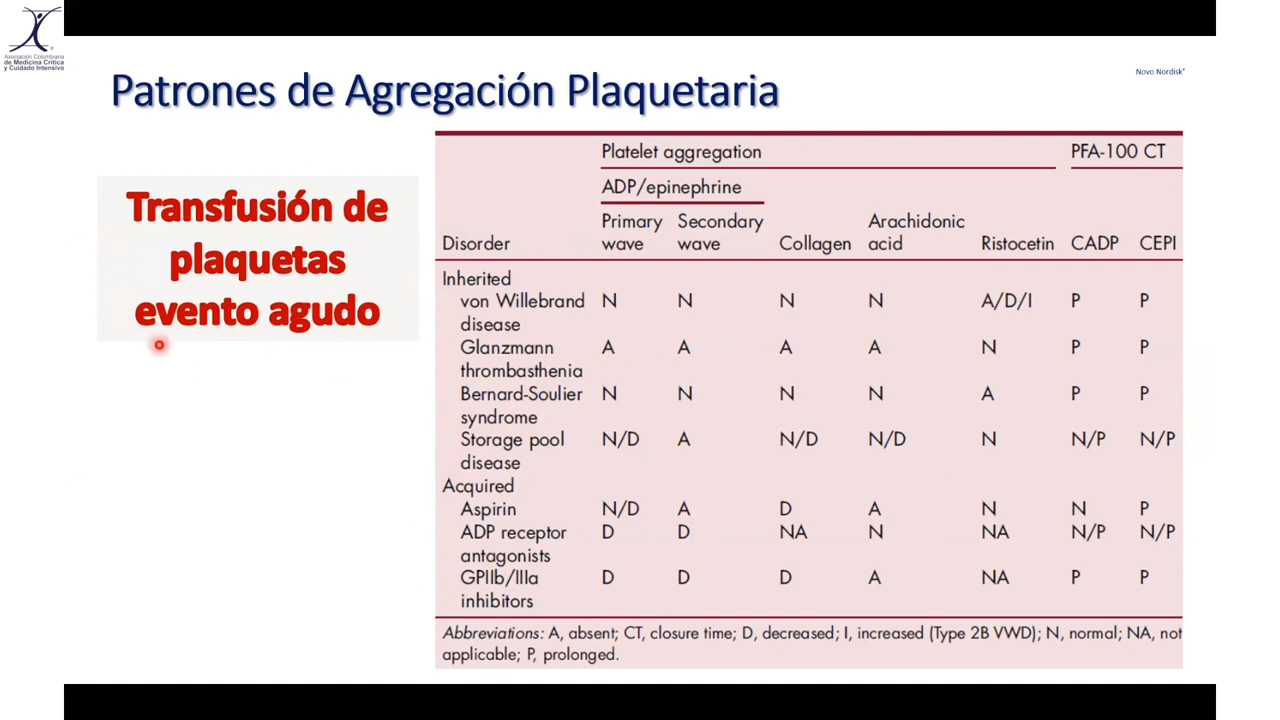 Asociación Colombiana
de Medicina Crítica
y Cuidado Intensivo
Patrones de Agregación Plaquetaria
Novo Nordisk®
Transfusión de
plaquetas
evento agudo
Platelet aggregation PFA-100 CT
ADP/epinephrine
Primary Secondary Arachidonic
Disorder wave wave Collagen acid Ristocetin CADP CEPI
Inherited
von Willebrand N N N N A/D/I P P
disease
Glanzmann A A A A N P P
thrombasthenia
Bernard-Soulier N N N N A P P
syndrome
Storage pool N/D A N/D N/D N N/P N/P
disease
Acquired
Aspirin N/D A D A N N P
ADP receptor D D NA N NA N/P N/P
antagonists
GPIIb/IIIa D D D A NA P P
inhibitors
Abbreviations: A, absent; CT, closure time; D, decreased; I, increased (Type 2B VWD); N, normal; NA, not
applicable; P, prolonged.